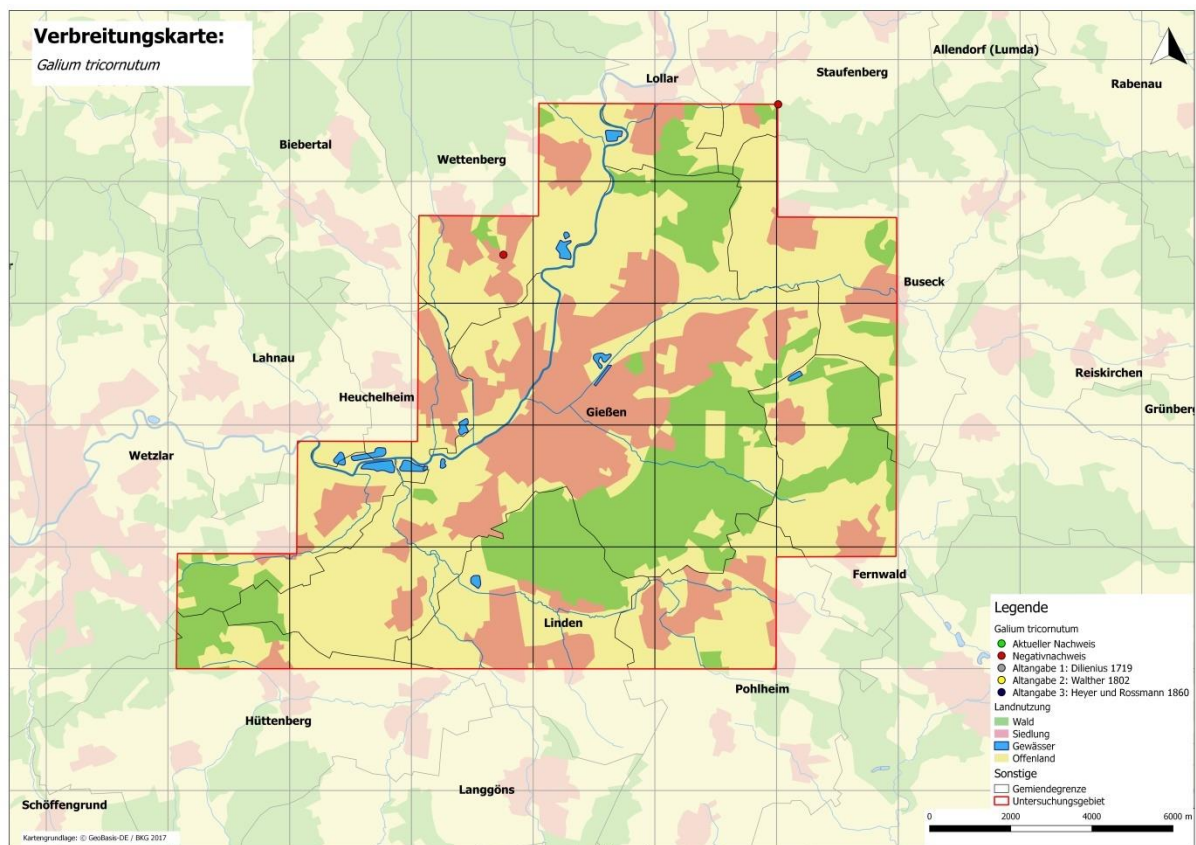 Verbreitungskarte:
Galium tricornutum
Allendorf (Lumda)
Staufenberg
Lollar
Rabenau
Biebertal
Wettenberg
Buseck
Lahnau
Reiskirchen
Heuchelheim
Grünberg
Gießen
Wetzlar
Fernwald
Linden
Pohlheim
Hüttenberg
Langgöns
Schöffengrund
Legende
Galium tricornutum
Aktueller Nachweis
Negativnachweis
Altangabe 1: Dilienius 1719
Altangabe 2: Walther 1802
Altangabe 3: Heyer und Rossmann 1860
Landnutzung
Wald
Siedlung
Gewässer
Offenland
Sonstige
Gemiendegrenze
Untersuchungsgebiet
0 2000 4000 6000 m
Kartengrundlage: © GeoBasis-DE / BKG 2017